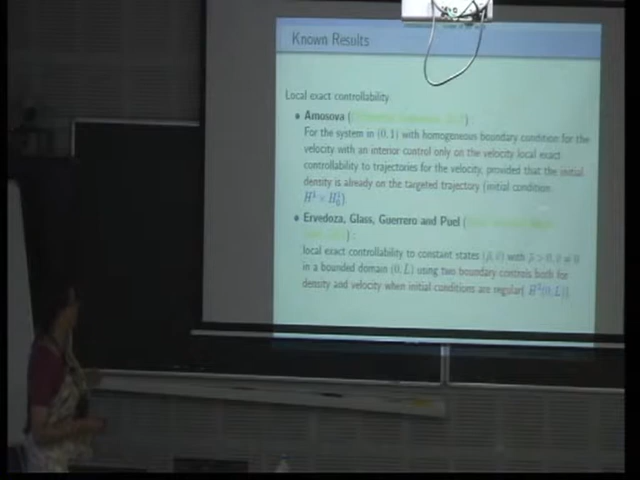 Known Results
Local exact controllability
• Amosova (
For the system in (0, 1) with homogeneous boundary condition for the
velocity with an interior control only on the velocity local exact
controllability to trajectories for the velocity, provided that the initial
density is already on the targeted trajectory (initial condition
• Ervedoza, Glass, Guerrero and Puel (
local exact controllability to constant states
in a bounded domain (0, L) using two boundary controls both for
density and velocity when initial conditions are regular(